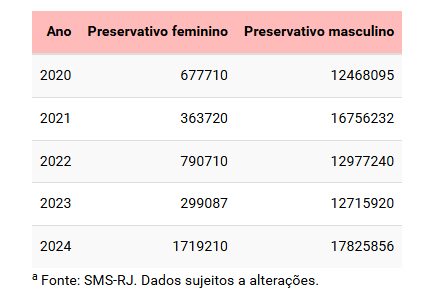 Ano Preservativo feminino Preservativo masculino
2020 677710 12468095
2021 363720 16756232
2022 790710 12977240
2023 299087 12715920
2024 1719210 17825856
a Fonte: SMS-RJ. Dados sujeitos a alterações.